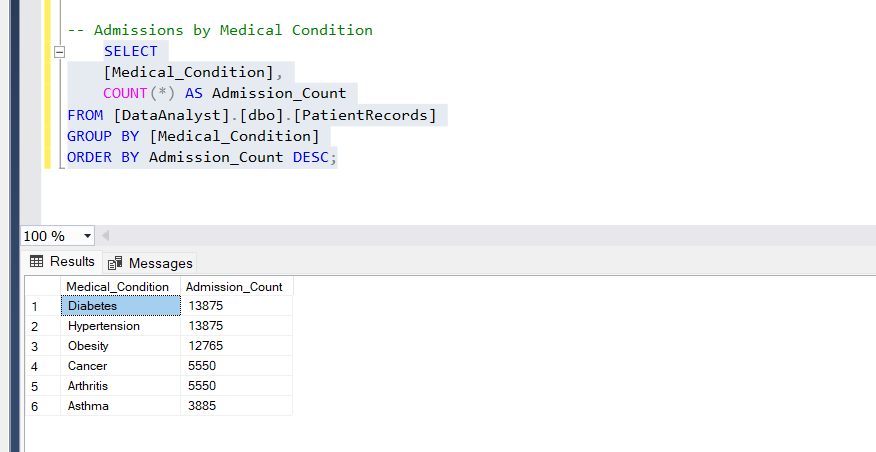 -- Admissions by Medical Condition
SELECT
[Medical_Condition],
COUNT(*) AS Admission_Count
FROM [DataAnalyst].[dbo].[PatientRecords]
GROUP BY [Medical_Condition]
ORDER BY Admission_Count DESC;
100 %
Results Messages
Medical_Condition Admission_Count
1 Diabetes 13875
2 Hypertension 13875
3 Obesity 12765
4 Cancer 5550
5 Arthritis 5550
6 Asthma 3885